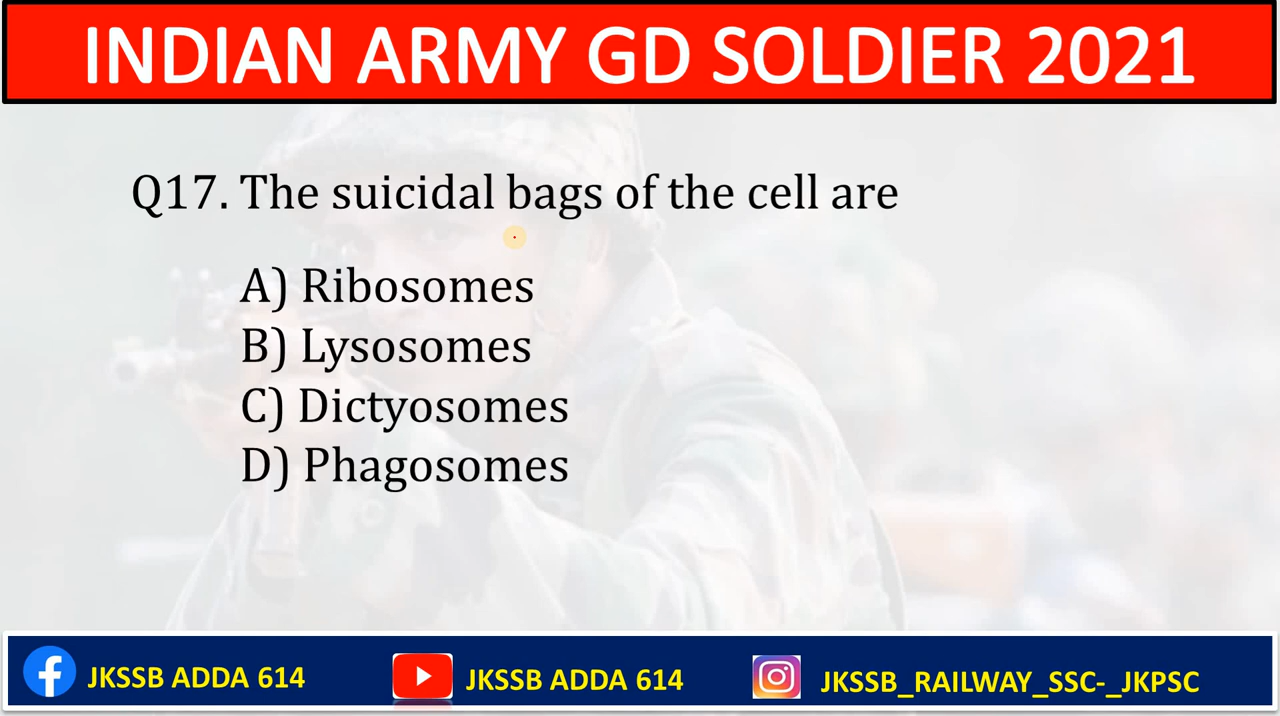 INDIAN ARMY GD SOLDIER 2021
Q17. The suicidal bags of the cell are
A) Ribosomes
B) Lysosomes
C) Dictyosomes
D) Phagosomes
JKSSB ADDA 614 JKSSB ADDA 614 JKSSB_RAILWAY_SSC-_JKPSC